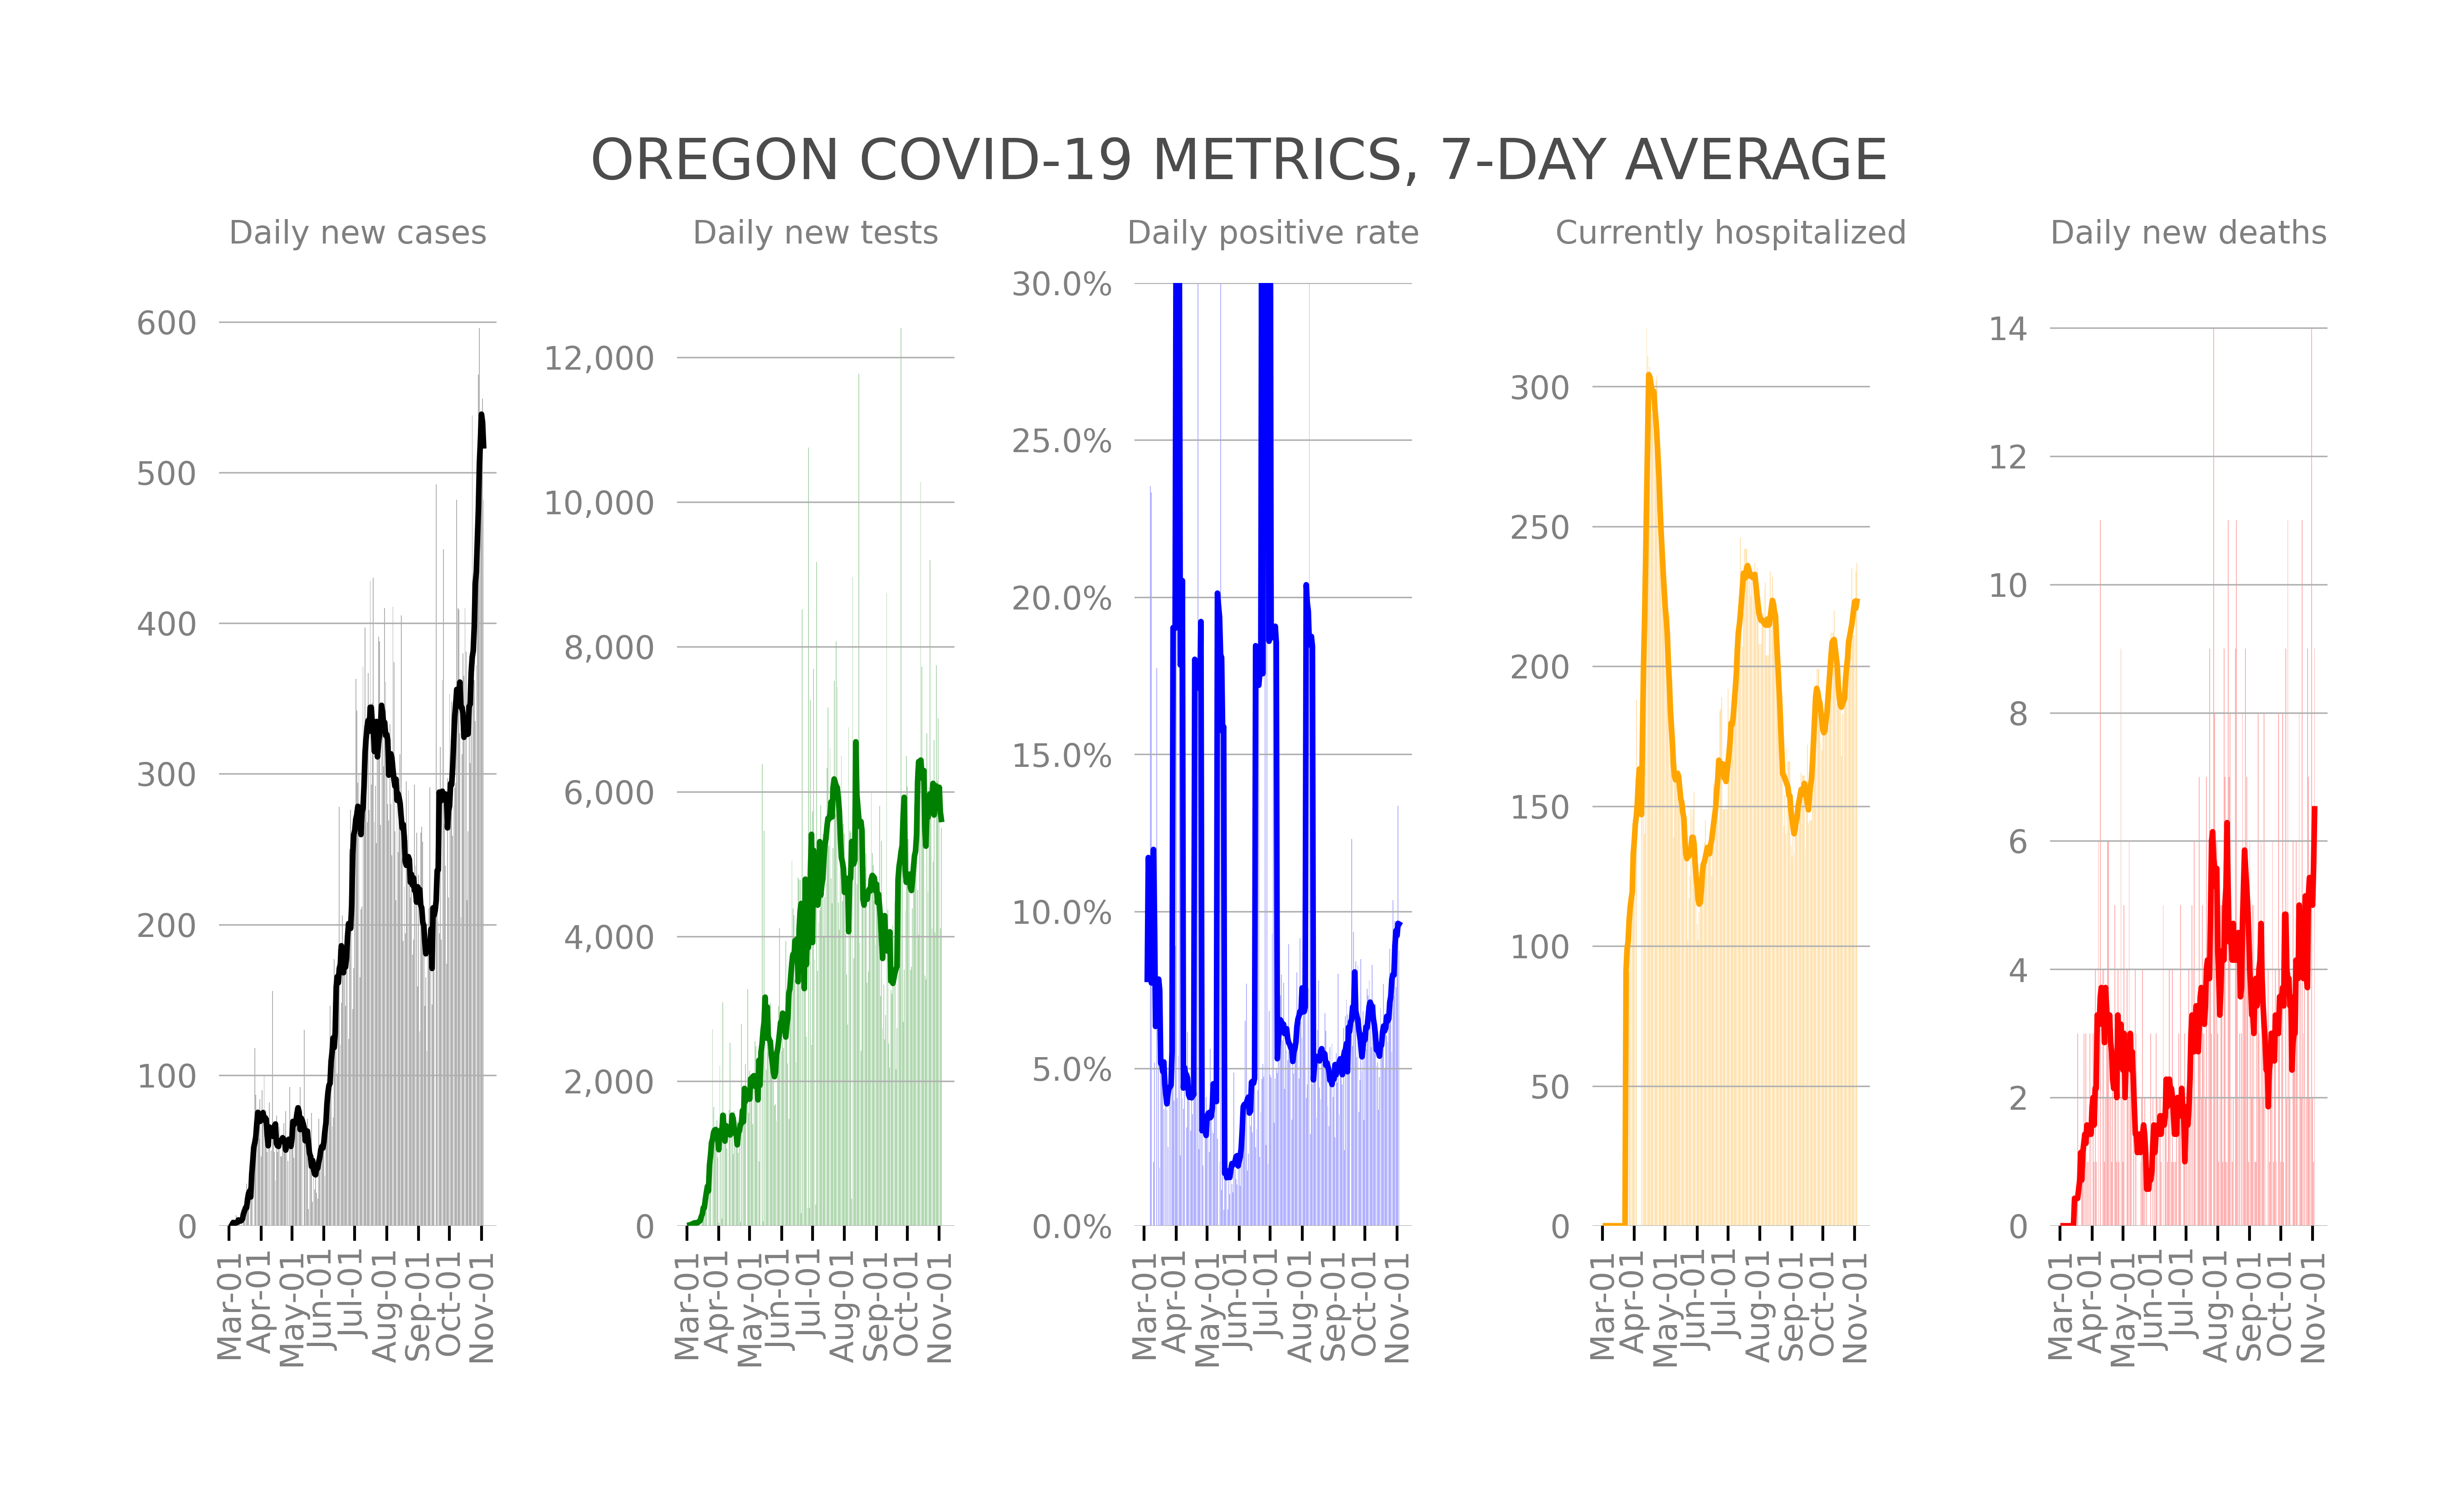 OREGON COVID-19 METRICS, 7-DAY AVERAGE
Daily new cases
600
500
400
300
200
100
0
Mar-01
Apr-01
May-01
Jun-01
Jul-01
Aug-01
Sep-01
Oct-01
Nov-01
Daily new tests
12,000
10,000
8,000
6,000
4,000
2,000
0
Mar-01
Apr-01
May-01
Jun-01
Jul-01
Aug-01
Sep-01
Oct-01
Nov-01
Daily positive rate
30.0%
25.0%
20.0%
15.0%
10.0%
5.0%
0.0%
Mar-01
Apr-01
May-01
Jun-01
Jul-01
Aug-01
Sep-01
Oct-01
Nov-01
Currently hospitalized
300
250
200
150
100
50
0
Mar-01
Apr-01
May-01
Jun-01
Jul-01
Aug-01
Sep-01
Oct-01
Nov-01
Daily new deaths
14
12
10
8
6
4
2
0
Mar-01
Apr-01
May-01
Jun-01
Jul-01
Aug-01
Sep-01
Oct-01
Nov-01